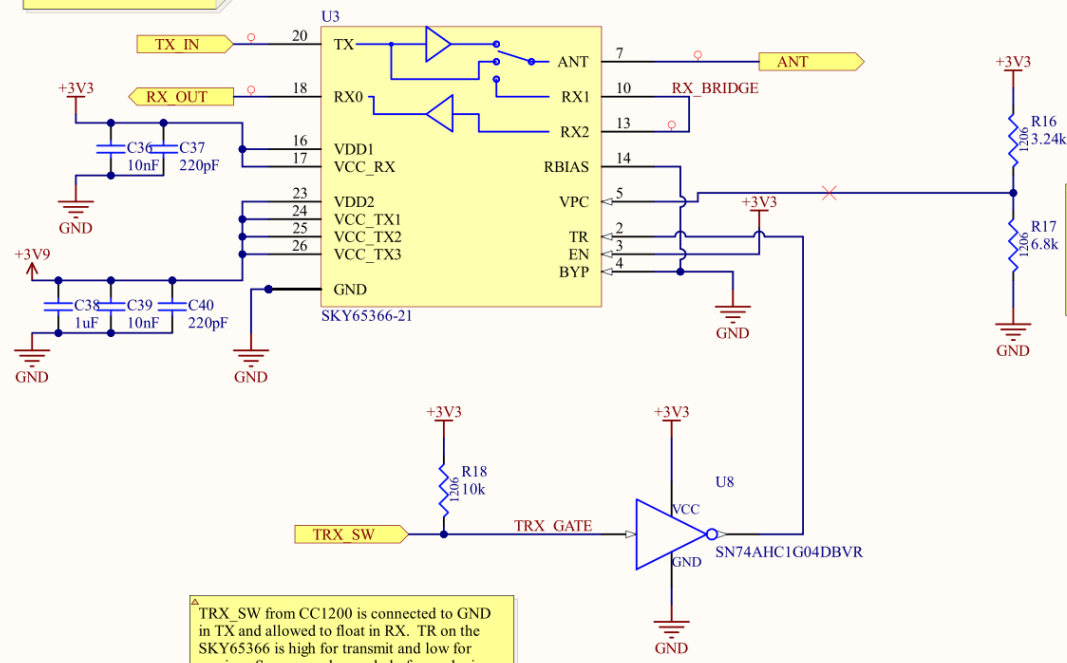 U3
TX_IN
20
TX
ANT
7
ANT
+3V3
RX_OUT
18
RX0
RX1
10
RX_BRIDGE
+3V3
RX2
13
R16
3.24k
1206
C36
10nF
C37
220pF
16
VDD1
17
VCC_RX
RBIAS
14
GND
23
VDD2
VPC
5
+3V3
24
VCC_TX1
25
VCC_TX2
TR
2
R17
6.8k
1206
26
VCC_TX3
EN
3
+3V9
BYP
4
GND
C38
1uF
C39
10nF
C40
220pF
SKY65366-21
GND
GND
GND
GND
+3V3
+3V3
R18
10k
1206
U8
VCC
TRX_SW
TRX_GATE
SN74AHC1G04DBVR
GND
GND
TRX_SW from CC1200 is connected to GND
in TX and allowed to float in RX. TR on the
SKY65366 is high for transmit and low for